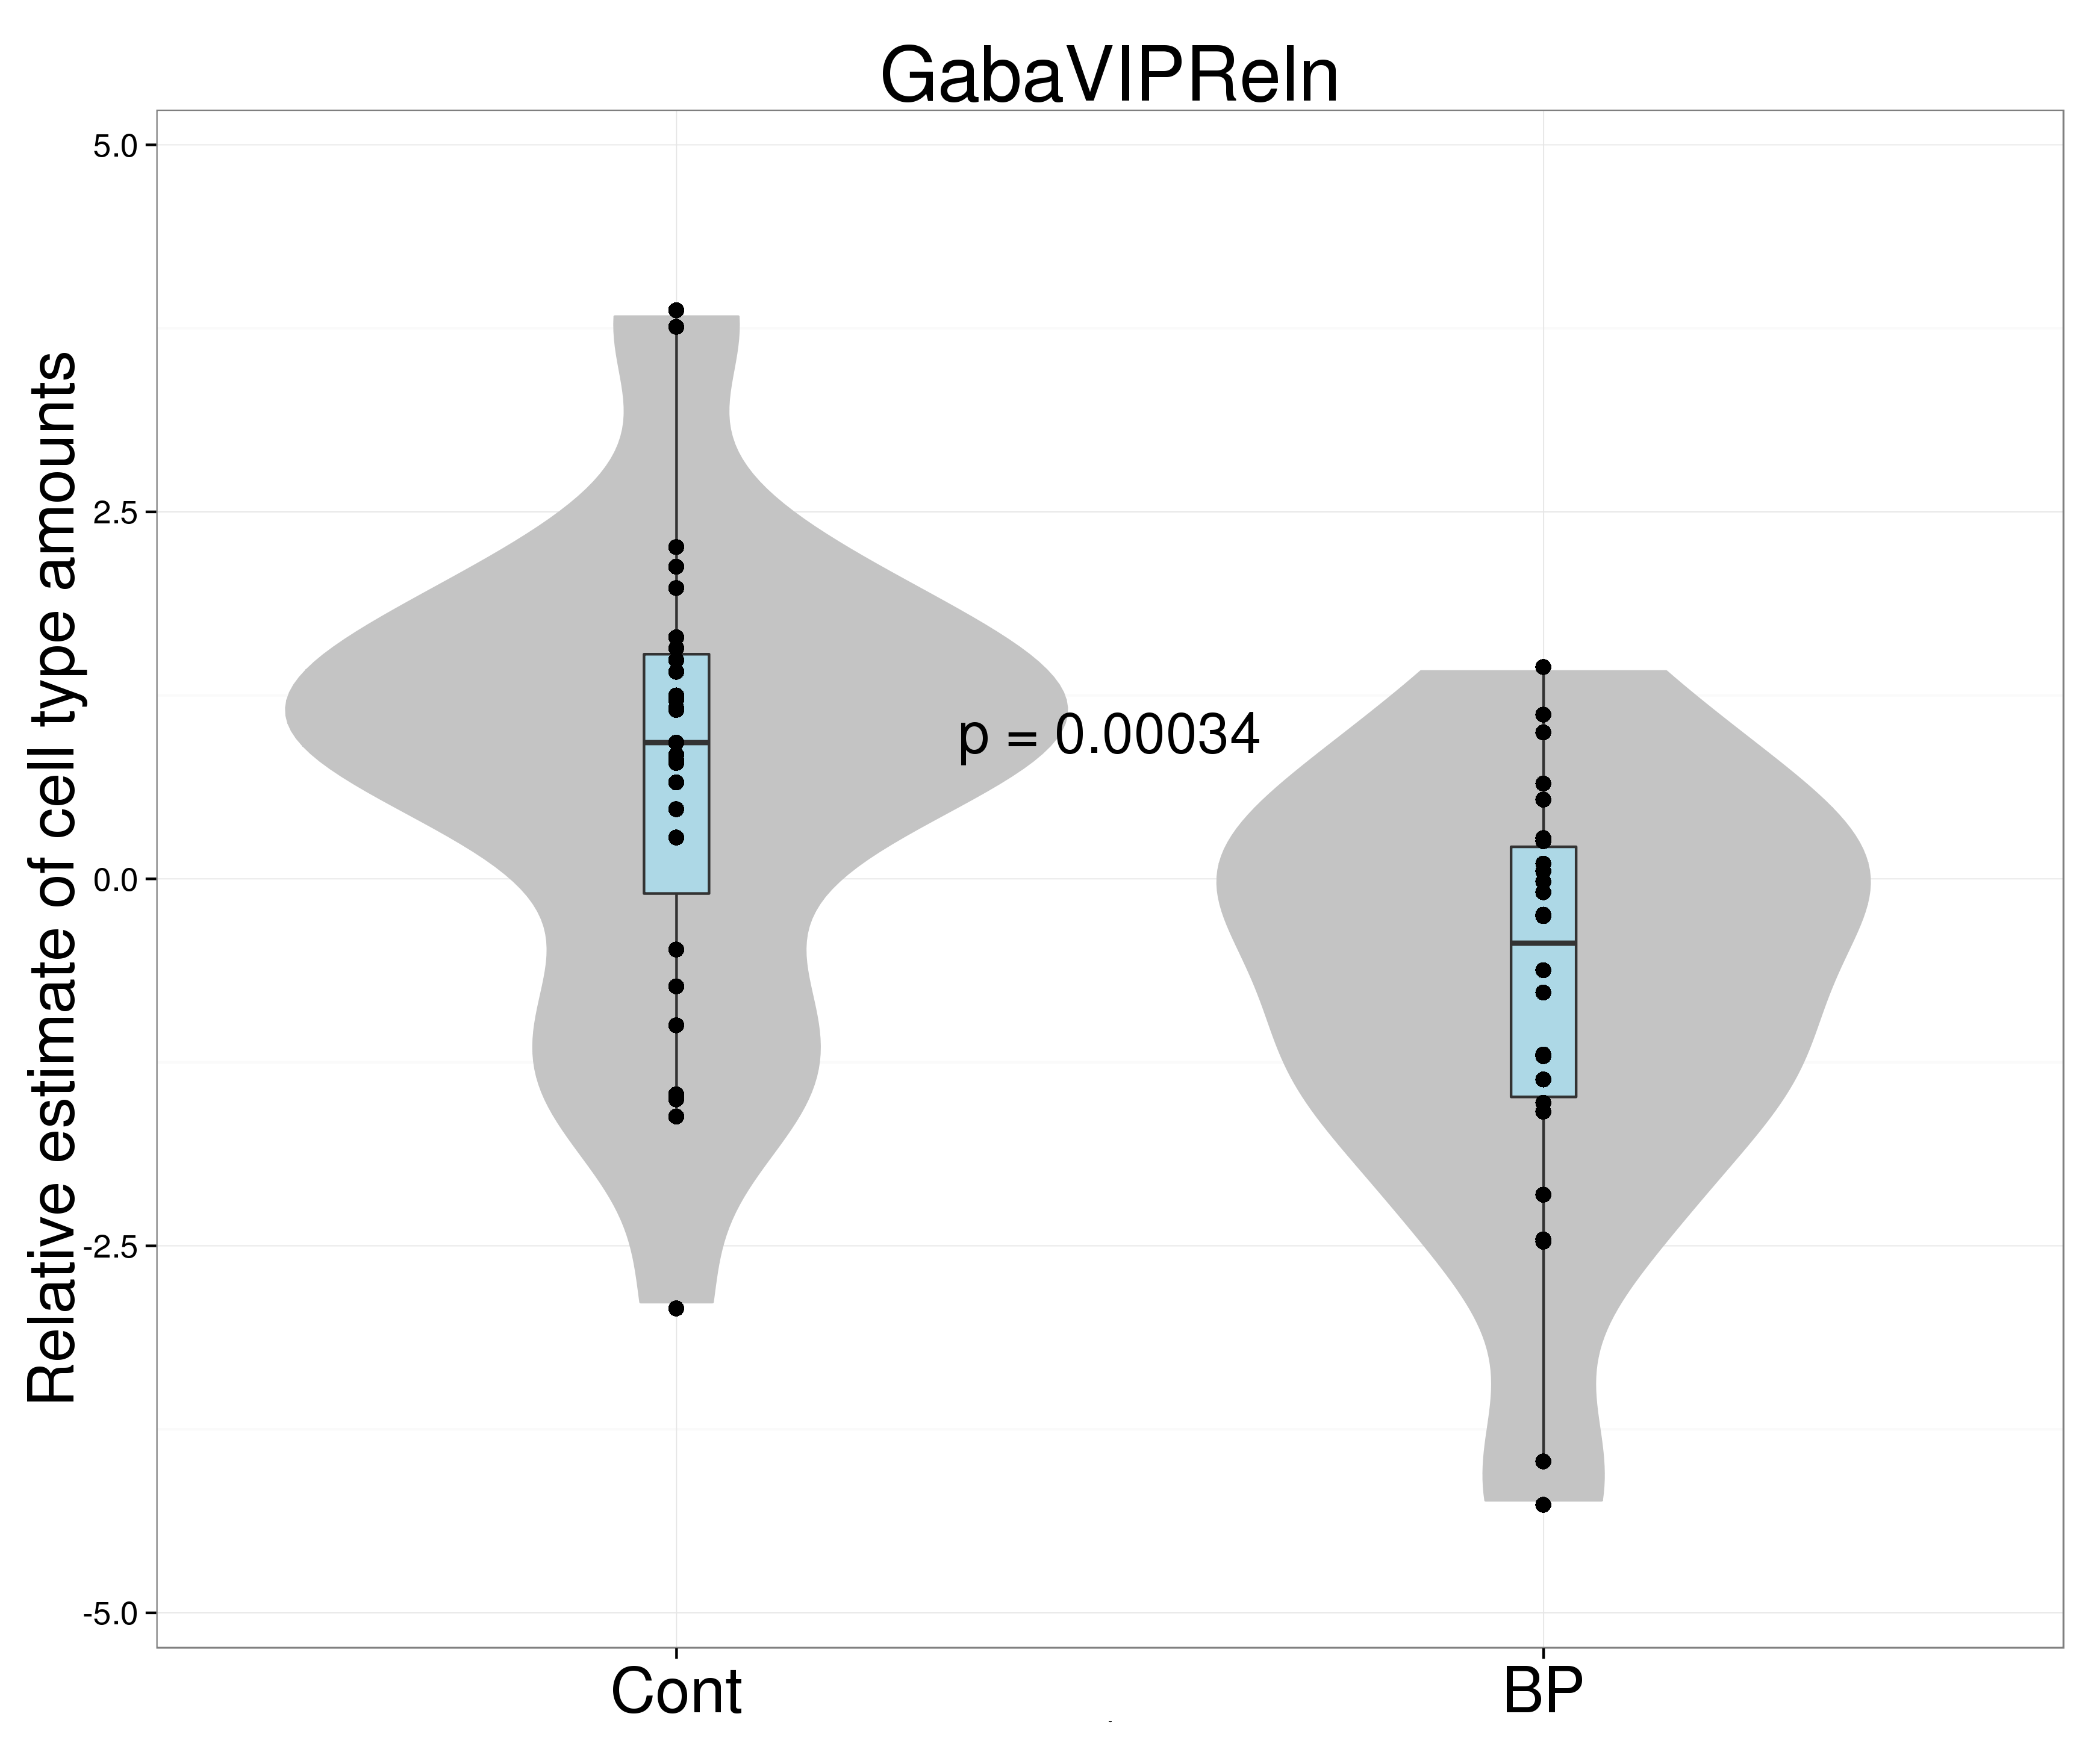 GabaVIPReln
Relative estimate of cell type amounts
5.0
2.5
0.0
-2.5
-5.0
p = 0.00034
Cont
BP